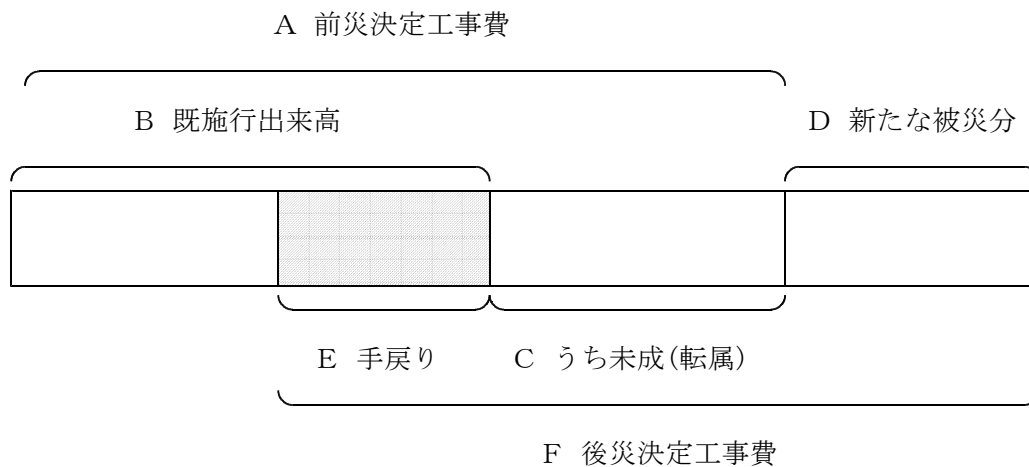 A 前災決定工事費
B 既施行出来高
D 新たな被災分
E 手戻り
C うち未成(転属)
F 後災決定工事費